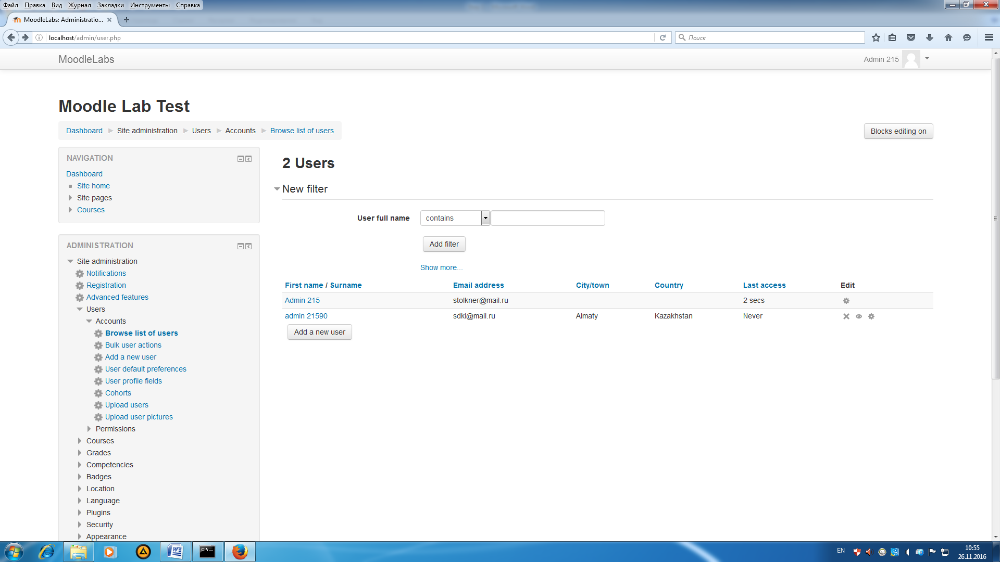 Файл Правка Вид Журнал Закладки Инструменты Справка
MoodleLabs: Administratio...
localhost/admin/user.php
Поиск
MoodleLabs
Admin 215
Moodle Lab Test
Dashboard Site administration Users Accounts Browse list of users
Blocks editing on
NAVIGATION
Dashboard
Site home
Site pages
Courses
ADMINISTRATION
Site administration
Notifications
Registration
Advanced features
Users
Accounts
Browse list of users
Bulk user actions
Add a new user
User default preferences
User profile fields
Cohorts
Upload users
Upload user pictures
Permissions
Courses
Grades
Competencies
Badges
Location
Language
Plugins
Security
Appearance
2 Users
New filter
User full name contains
Add filter
Show more...
First name / Surname Email address City/town Country Last access Edit
Admin 215 stolkner@mail.ru 2 secs
admin 21590 sdkl@mail.ru Almaty Kazakhstan Never
Add a new user
EN
10:55
26.11.2016